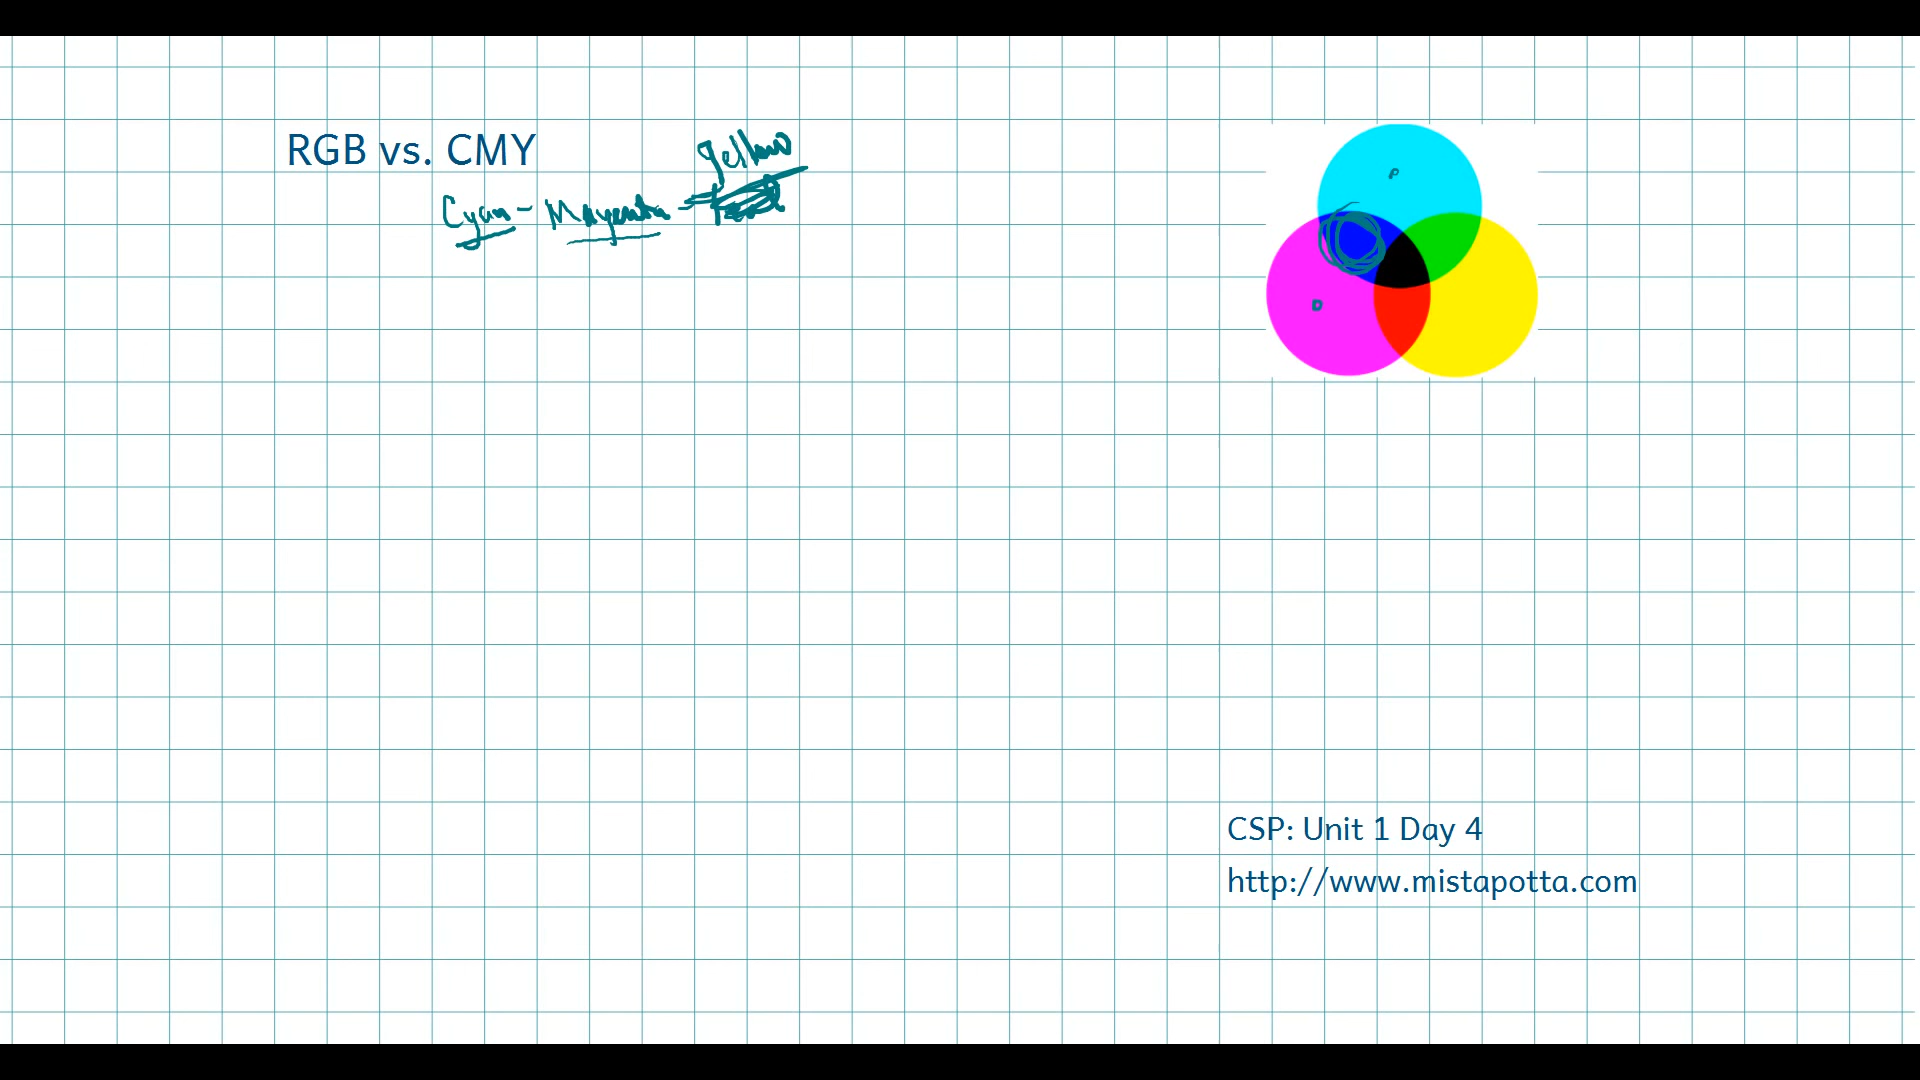 RGB vs. CMY
Yellow
Cyan - Magenta -
CSP: Unit 1 Day 4
http://www.mistapotta.com